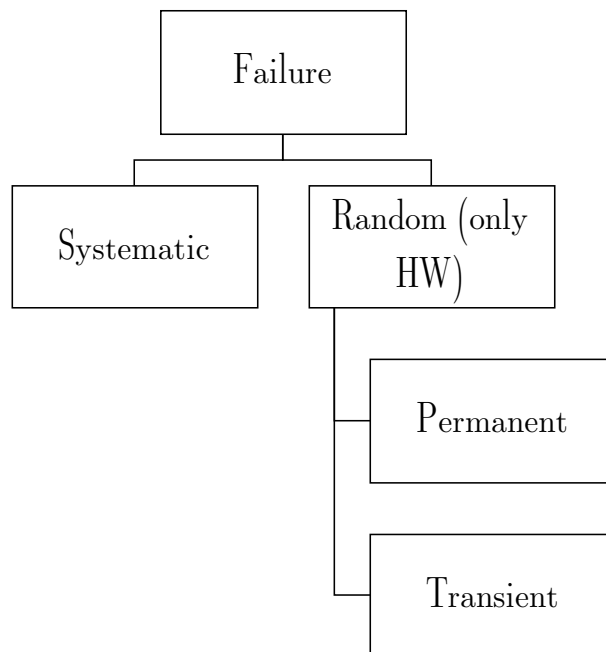 Failure
Systematic
Random (only
HW)
Permanent
Transient